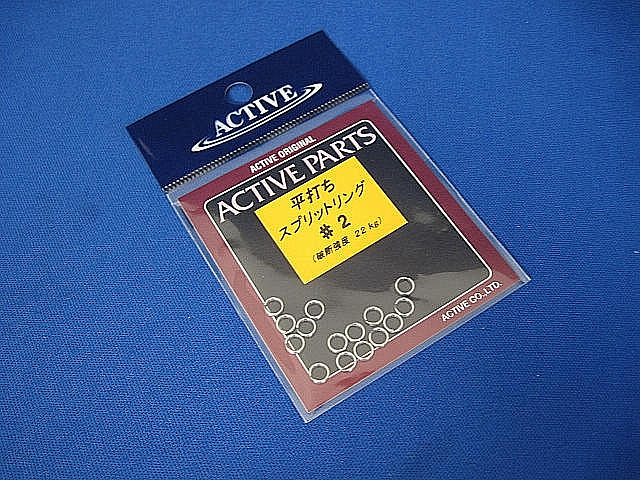 ACTIVE
ACTIVE ORIGINAL
ACTIVE PARTS
平打ち
スプリットリング
#2
(破断強度 22kg)
ACTIVE CO.,LTD.